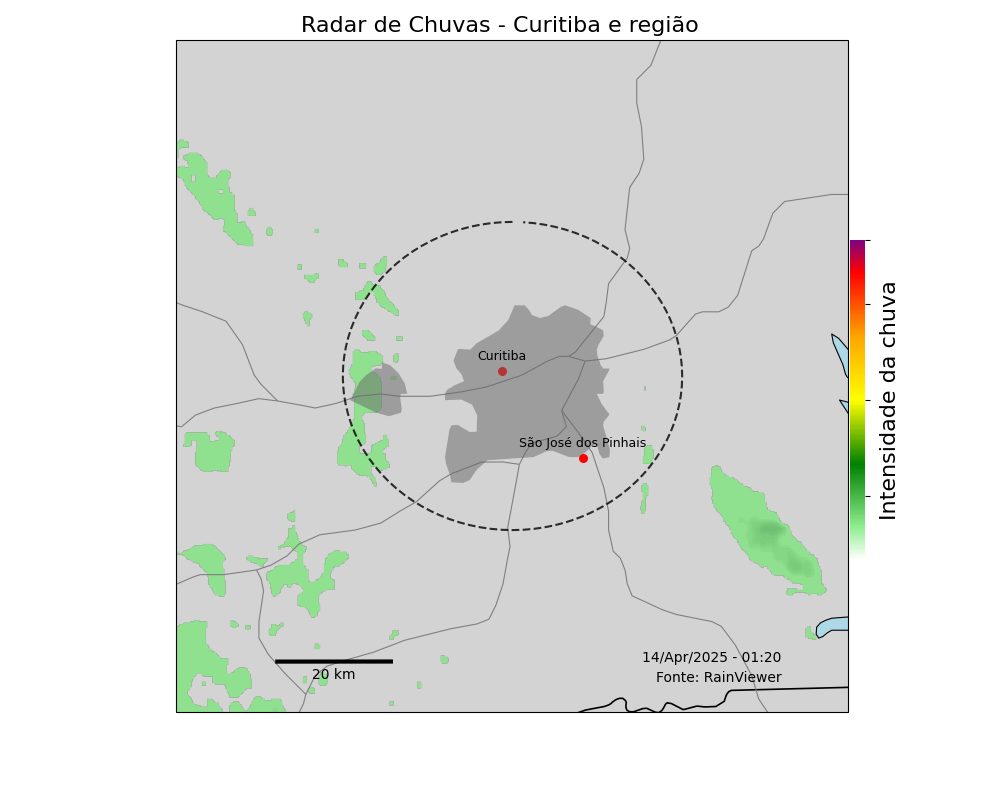 Radar de Chuvas - Curitiba e região
Curitiba
São José dos Pinhais
Intensidade da chuva
14/Apr/2025 - 01:20
Fonte: RainViewer
20 km